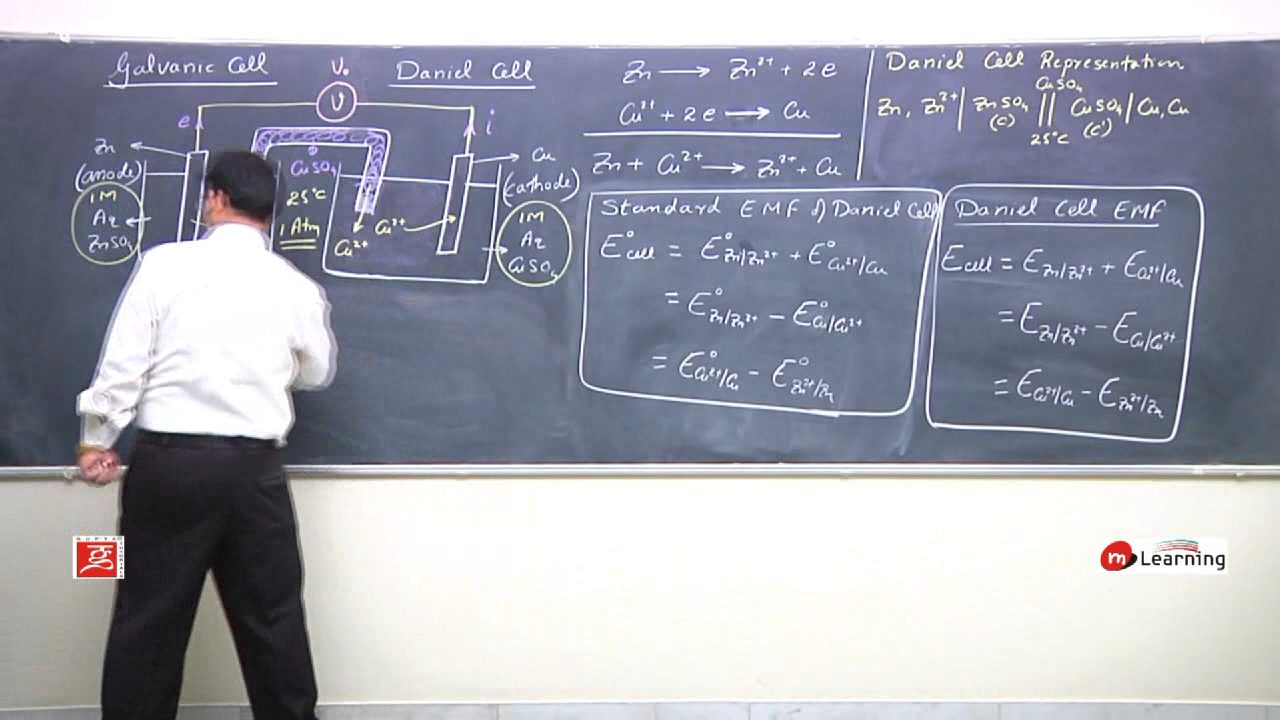 Galvanic Cell
Daniel Cell
V₀
V
e
i
Zn
(anode)
1M
Aq
ZnSO₄
CuSO₄
25°C
1 Atm
Cu²⁺
Cu²⁺
Cu
(cathode)
1M
Aq
CuSO₄
Zn ⟶ Zn²⁺ + 2e
Cu²⁺ + 2e ⟶ Cu
Zn + Cu²⁺ ⟶ Zn²⁺ + Cu
Daniel Cell Representation
CuSO₄
Zn, Zn²⁺ | ZnSO₄ || CuSO₄ | Cu, Cu
(C) (C')
25°C
Standard EMF of Daniel Cell
E°cell = E°Zn/Zn²⁺ + E°Cu²⁺/Cu
= E°Zn/Zn²⁺ − E°Cu/Cu²⁺
= E°Cu²⁺/Cu − E°Zn²⁺/Zn
Daniel Cell EMF
Ecell = EZn/Zn²⁺ + ECu²⁺/Cu
= EZn/Zn²⁺ − ECu/Cu²⁺
= ECu²⁺/Cu − EZn²⁺/Zn
GUPTA
TUTORIALS
m Learning